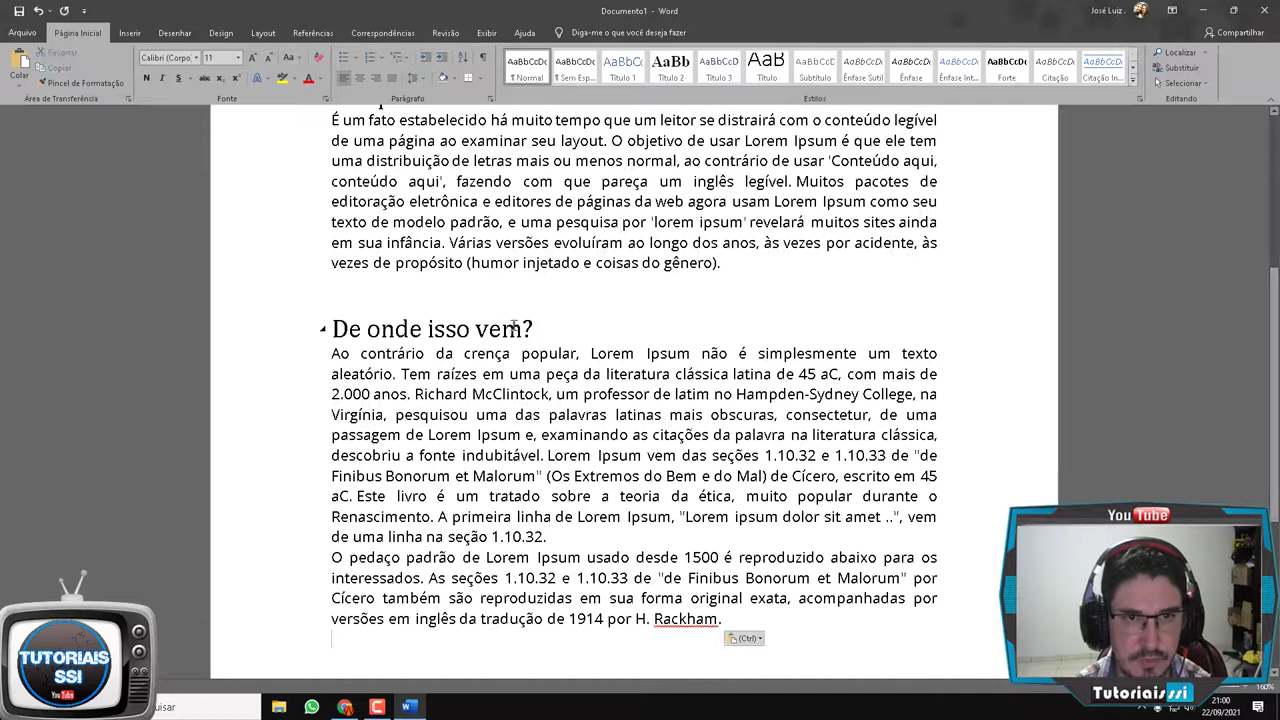 Documento1 - Word
José Luiz.
Arquivo Página Inicial Inserir Desenhar Design Layout Referências Correspondências Revisão Exibir Ajuda Diga-me o que você deseja fazer Compartilhar
Colar
Recortar
Copiar
Pincel de Formatação
Calibri (Corpo) 11
N I S abc
AaBbCcDc AaBbCcDc AaBbCcD AaBb AaBbCcDc AaB AaBbCcD AaBbCcDi AaBbCcDi AaBbCcDi AaBbCcDc AaBbCcDi AaBbCcDi
¶ Normal ¶ Sem Esp... Título 1 Título 2 Título 3 Título Subtítulo Ênfase Sutil Ênfase Ênfase Int... Forte Citação Citação In...
Localizar
Substituir
Selecionar
Área de Transferência Fonte Parágrafo Estilos Editando
É um fato estabelecido há muito tempo que um leitor se distrairá com o conteúdo legível
de uma página ao examinar seu layout. O objetivo de usar Lorem Ipsum é que ele tem
uma distribuição de letras mais ou menos normal, ao contrário de usar 'Conteúdo aqui,
conteúdo aqui', fazendo com que pareça um inglês legível. Muitos pacotes de
editoração eletrônica e editores de páginas da web agora usam Lorem Ipsum como seu
texto de modelo padrão, e uma pesquisa por 'lorem ipsum' revelará muitos sites ainda
em sua infância. Várias versões evoluíram ao longo dos anos, às vezes por acidente, às
vezes de propósito (humor injetado e coisas do gênero).
De onde isso vem?
Ao contrário da crença popular, Lorem Ipsum não é simplesmente um texto
aleatório. Tem raízes em uma peça da literatura clássica latina de 45 aC, com mais de
2.000 anos. Richard McClintock, um professor de latim no Hampden-Sydney College, na
Virgínia, pesquisou uma das palavras latinas mais obscuras, consectetur, de uma
passagem de Lorem Ipsum e, examinando as citações da palavra na literatura clássica,
descobriu a fonte indubitável. Lorem Ipsum vem das seções 1.10.32 e 1.10.33 de "de
Finibus Bonorum et Malorum" (Os Extremos do Bem e do Mal) de Cícero, escrito em 45
aC. Este livro é um tratado sobre a teoria da ética, muito popular durante o
Renascimento. A primeira linha de Lorem Ipsum, "Lorem ipsum dolor sit amet ..", vem
de uma linha na seção 1.10.32.
O pedaço padrão de Lorem Ipsum usado desde 1500 é reproduzido abaixo para os
interessados. As seções 1.10.32 e 1.10.33 de "de Finibus Bonorum et Malorum" por
Cícero também são reproduzidas em sua forma original exata, acompanhadas por
versões em inglês da tradução de 1914 por H. Rackham.
(Ctrl)
YouTube
Tutoriaisssi
TUTORIAIS
SSI
YouTube
160%
21:00
22/09/2021